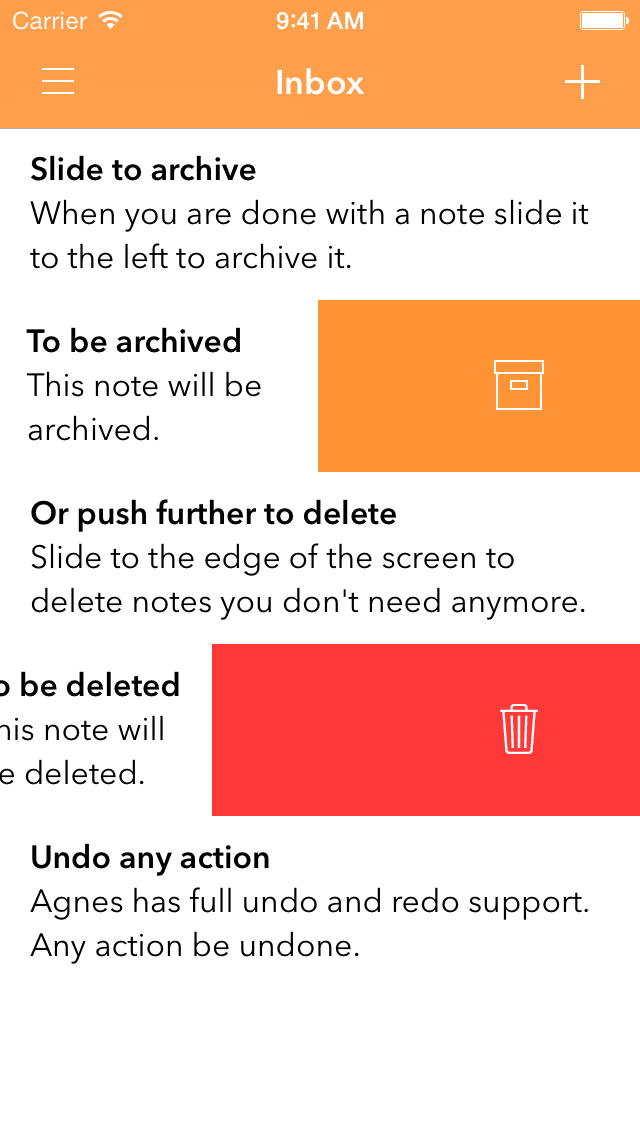 Carrier 9:41 AM
Inbox
Slide to archive
When you are done with a note slide it
to the left to archive it.
To be archived
This note will be
archived.
Or push further to delete
Slide to the edge of the screen to
delete notes you don't need anymore.
o be deleted
his note will
e deleted.
Undo any action
Agnes has full undo and redo support.
Any action be undone.